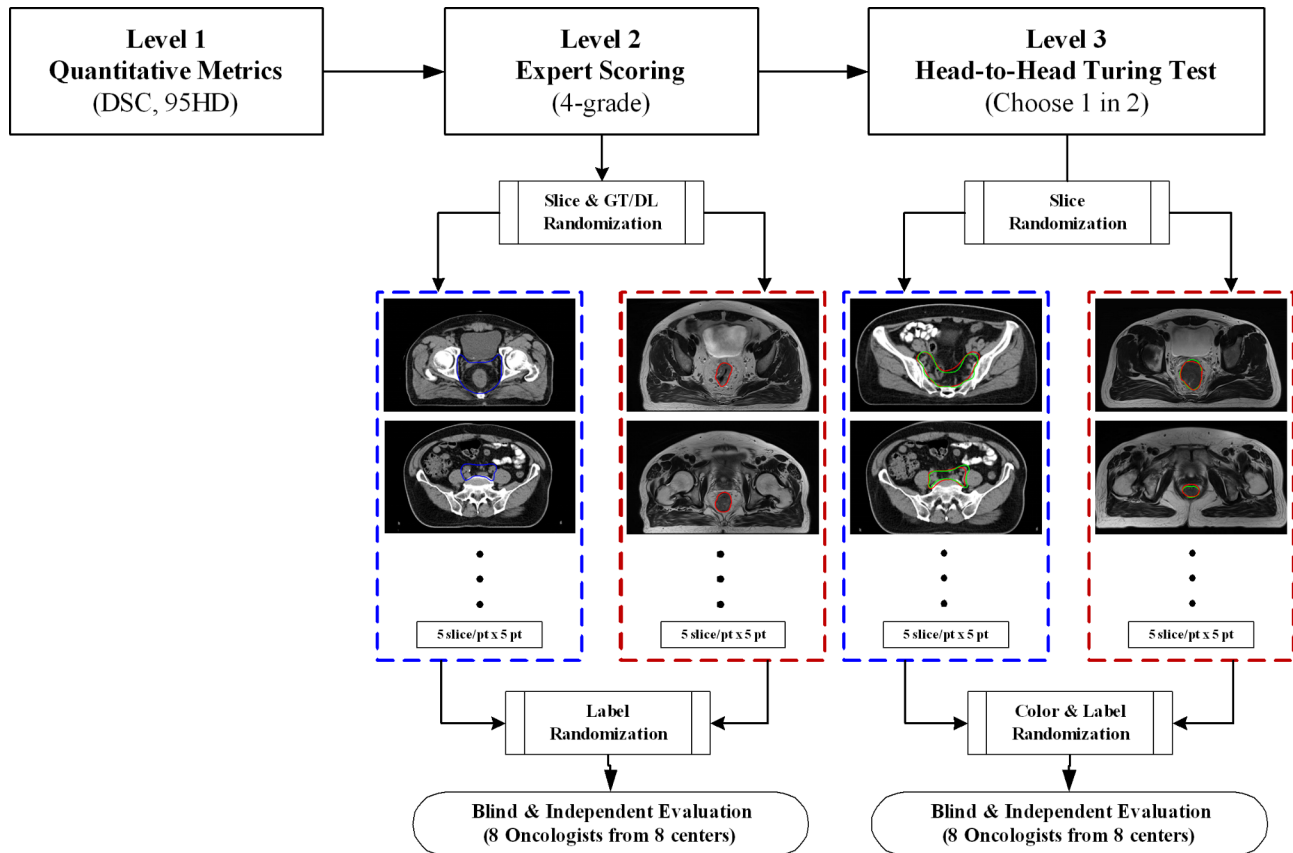 Level 1
Quantitative Metrics
(DSC, 95HD)
Level 2
Expert Scoring
(4-grade)
Level 3
Head-to-Head Turing Test
(Choose 1 in 2)
Slice & GT/DL
Randomization
Slice
Randomization
5 slice/pt x 5 pt
5 slice/pt x 5 pt
5 slice/pt x 5 pt
5 slice/pt x 5 pt
Label
Randomization
Color & Label
Randomization
Blind & Independent Evaluation
(8 Oncologists from 8 centers)
Blind & Independent Evaluation
(8 Oncologists from 8 centers)